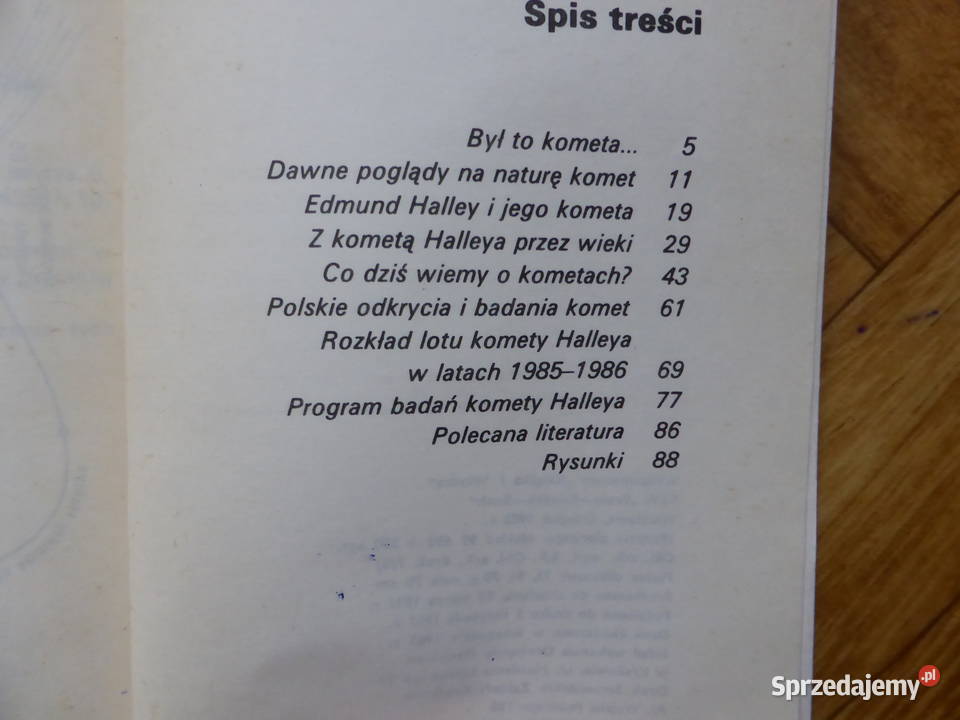 Spis treści
Był to kometa... 5
Dawne poglądy na naturę komet 11
Edmund Halley i jego kometa 19
Z kometą Halleya przez wieki 29
Co dziś wiemy o kometach? 43
Polskie odkrycia i badania komet 61
Rozkład lotu komety Halleya
w latach 1985–1986 69
Program badań komety Halleya 77
Polecana literatura 86
Rysunki 88
Sprzedajemy.pl